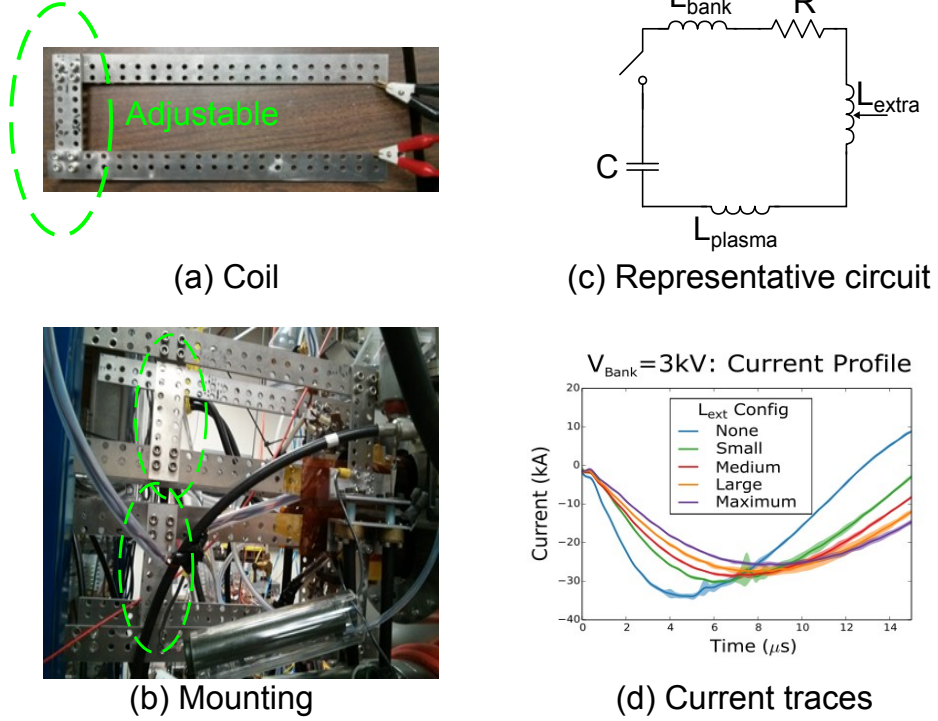 Adjustable
(a) Coil
L_bank
R
L_extra
C
L_plasma
(c) Representative circuit
(b) Mounting
V_Bank=3kV: Current Profile
L_ext Config
None
Small
Medium
Large
Maximum
Current (kA)
20
10
0
−10
−20
−30
−40
0 2 4 6 8 10 12 14
Time (μs)
(d) Current traces